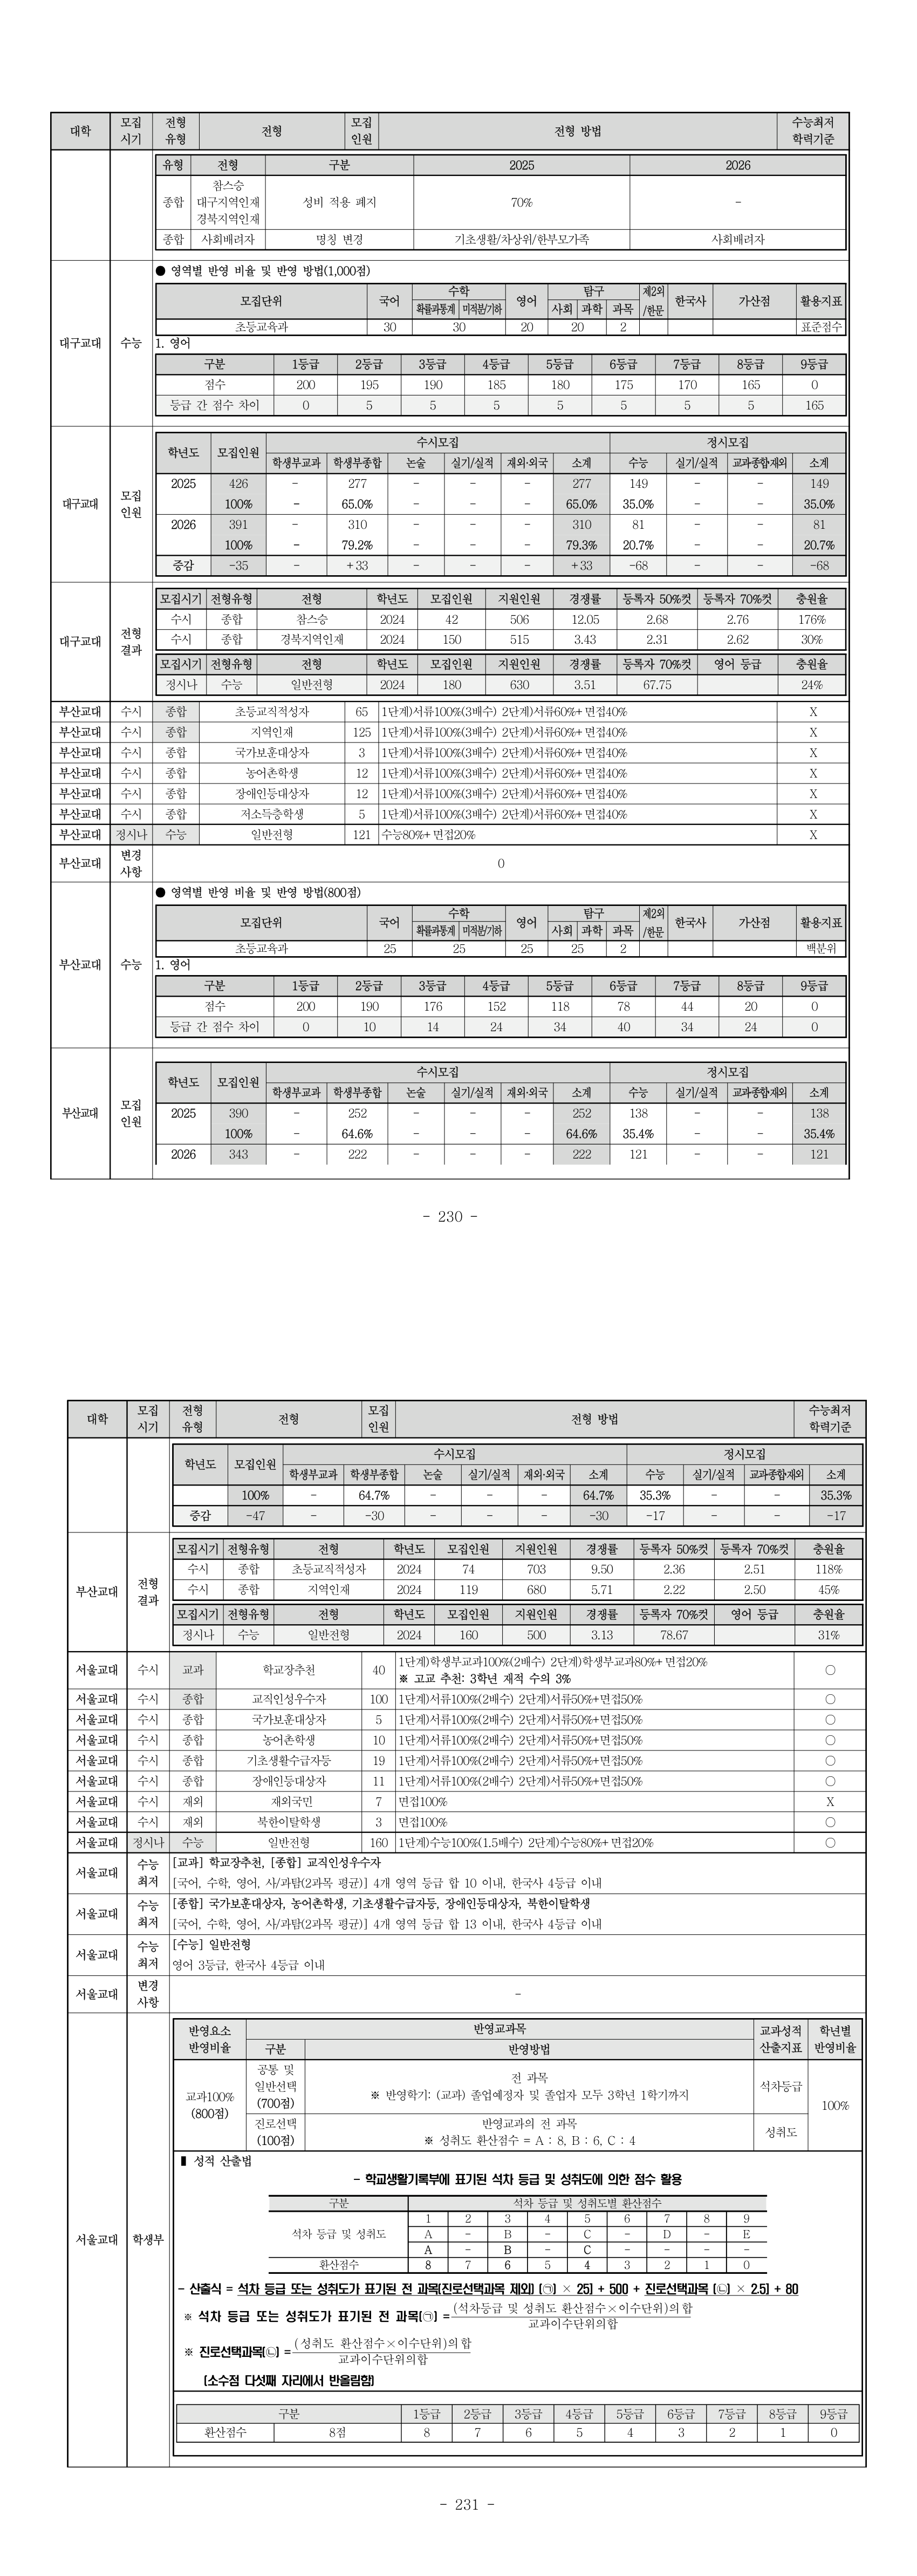 대학 모집 시기 전형 유형 전형 모집 인원 전형 방법 수능최저 학력기준
유형 전형 구분 2025 2026
종합 참스승 대구지역인재 경북지역인재 성비 적용 폐지 70% -
종합 사회배려자 명칭 변경 기초생활/차상위/한부모가족 사회배려자
대구교대 수능
● 영역별 반영 비율 및 반영 방법(1,000점)
모집단위 국어 수학 영어 탐구 제2외/한문 한국사 가산점 활용지표
확률과통계 미적분/기하 사회 과학 과목
초등교육과 30 30 20 20 2 표준점수
1. 영어
구분 1등급 2등급 3등급 4등급 5등급 6등급 7등급 8등급 9등급
점수 200 195 190 185 180 175 170 165 0
등급 간 점수 차이 0 5 5 5 5 5 5 5 165
대구교대 모집 인원
학년도 모집인원 수시모집 정시모집
학생부교과 학생부종합 논술 실기/실적 재외·외국 소계 수능 실기/실적 교과종합재외 소계
2025 426 - 277 - - - 277 149 - - 149
100% - 65.0% - - - 65.0% 35.0% - - 35.0%
2026 391 - 310 - - - 310 81 - - 81
100% - 79.2% - - - 79.3% 20.7% - - 20.7%
증감 -35 - +33 - - - +33 -68 - - -68
대구교대 전형 결과
모집시기 전형유형 전형 학년도 모집인원 지원인원 경쟁률 등록자 50%컷 등록자 70%컷 충원율
수시 종합 참스승 2024 42 506 12.05 2.68 2.76 176%
수시 종합 경북지역인재 2024 150 515 3.43 2.31 2.62 30%
모집시기 전형유형 전형 학년도 모집인원 지원인원 경쟁률 등록자 70%컷 영어 등급 충원율
정시나 수능 일반전형 2024 180 630 3.51 67.75 24%
부산교대 수시 종합 초등교직적성자 65 1단계)서류100%(3배수) 2단계)서류60%+면접40% X
부산교대 수시 종합 지역인재 125 1단계)서류100%(3배수) 2단계)서류60%+면접40% X
부산교대 수시 종합 국가보훈대상자 3 1단계)서류100%(3배수) 2단계)서류60%+면접40% X
부산교대 수시 종합 농어촌학생 12 1단계)서류100%(3배수) 2단계)서류60%+면접40% X
부산교대 수시 종합 장애인등대상자 12 1단계)서류100%(3배수) 2단계)서류60%+면접40% X
부산교대 수시 종합 저소득층학생 5 1단계)서류100%(3배수) 2단계)서류60%+면접40% X
부산교대 정시나 수능 일반전형 121 수능80%+면접20% X
부산교대 변경 사항 0
부산교대 수능
● 영역별 반영 비율 및 반영 방법(800점)
모집단위 국어 수학 영어 탐구 제2외/한문 한국사 가산점 활용지표
확률과통계 미적분/기하 사회 과학 과목
초등교육과 25 25 25 25 2 백분위
1. 영어
구분 1등급 2등급 3등급 4등급 5등급 6등급 7등급 8등급 9등급
점수 200 190 176 152 118 78 44 20 0
등급 간 점수 차이 0 10 14 24 34 40 34 24 0
부산교대 모집 인원
학년도 모집인원 수시모집 정시모집
학생부교과 학생부종합 논술 실기/실적 재외·외국 소계 수능 실기/실적 교과종합재외 소계
2025 390 - 252 - - - 252 138 - - 138
100% - 64.6% - - - 64.6% 35.4% - - 35.4%
2026 343 - 222 - - - 222 121 - - 121
- 230 -
대학 모집 시기 전형 유형 전형 모집 인원 전형 방법 수능최저 학력기준
학년도 모집인원 수시모집 정시모집
학생부교과 학생부종합 논술 실기/실적 재외·외국 소계 수능 실기/실적 교과종합재외 소계
100% - 64.7% - - - 64.7% 35.3% - - 35.3%
증감 -47 - -30 - - - -30 -17 - - -17
부산교대 전형 결과
모집시기 전형유형 전형 학년도 모집인원 지원인원 경쟁률 등록자 50%컷 등록자 70%컷 충원율
수시 종합 초등교직적성자 2024 74 703 9.50 2.36 2.51 118%
수시 종합 지역인재 2024 119 680 5.71 2.22 2.50 45%
모집시기 전형유형 전형 학년도 모집인원 지원인원 경쟁률 등록자 70%컷 영어 등급 충원율
정시나 수능 일반전형 2024 160 500 3.13 78.67 31%
서울교대 수시 교과 학교장추천 40 1단계)학생부교과100%(2배수) 2단계)학생부교과80%+면접20% ○
※ 고교 추천: 3학년 재적 수의 3%
서울교대 수시 종합 교직인성우수자 100 1단계)서류100%(2배수) 2단계)서류50%+면접50% ○
서울교대 수시 종합 국가보훈대상자 5 1단계)서류100%(2배수) 2단계)서류50%+면접50% ○
서울교대 수시 종합 농어촌학생 10 1단계)서류100%(2배수) 2단계)서류50%+면접50% ○
서울교대 수시 종합 기초생활수급자등 19 1단계)서류100%(2배수) 2단계)서류50%+면접50% ○
서울교대 수시 종합 장애인등대상자 11 1단계)서류100%(2배수) 2단계)서류50%+면접50% ○
서울교대 수시 재외 재외국민 7 면접100% X
서울교대 수시 재외 북한이탈학생 3 면접100% ○
서울교대 정시나 수능 일반전형 160 1단계)수능100%(1.5배수) 2단계)수능80%+면접20% ○
서울교대 수능 최저 [교과] 학교장추천, [종합] 교직인성우수자
[국어, 수학, 영어, 사/과탐(2과목 평균)] 4개 영역 등급 합 10 이내, 한국사 4등급 이내
서울교대 수능 최저 [종합] 국가보훈대상자, 농어촌학생, 기초생활수급자등, 장애인등대상자, 북한이탈학생
[국어, 수학, 영어, 사/과탐(2과목 평균)] 4개 영역 등급 합 13 이내, 한국사 4등급 이내
서울교대 수능 최저 [수능] 일반전형
영어 3등급, 한국사 4등급 이내
서울교대 변경 사항 -
서울교대 학생부
반영요소 반영비율 반영교과목 교과성적 산출지표 학년별 반영비율
구분 반영방법
교과100% (800점) 공통 및 일반선택 (700점) 전 과목 석차등급 100%
※ 반영학기: (교과) 졸업예정자 및 졸업자 모두 3학년 1학기까지
진로선택 (100점) 반영교과의 전 과목 성취도
※ 성취도 환산점수 = A : 8, B : 6, C : 4
▮ 성적 산출법
- 학교생활기록부에 표기된 석차 등급 및 성취도에 의한 점수 활용
구분 석차 등급 및 성취도별 환산점수
석차 등급 및 성취도 1 2 3 4 5 6 7 8 9
A - B - C - D - E
A - B - C - - - -
환산점수 8 7 6 5 4 3 2 1 0
- 산출식 = 석차 등급 또는 성취도가 표기된 전 과목(진로선택과목 제외) (㉠) × 25) + 500 + 진로선택과목 (㉡) × 2.5) + 80
※ 석차 등급 또는 성취도가 표기된 전 과목(㉠) = (석차등급 및 성취도 환산점수×이수단위)의합
교과이수단위의합
※ 진로선택과목(㉡) = (성취도 환산점수×이수단위)의합
교과이수단위의합
(소수점 다섯째 자리에서 반올림함)
구분 1등급 2등급 3등급 4등급 5등급 6등급 7등급 8등급 9등급
환산점수 8점 8 7 6 5 4 3 2 1 0
- 231 -